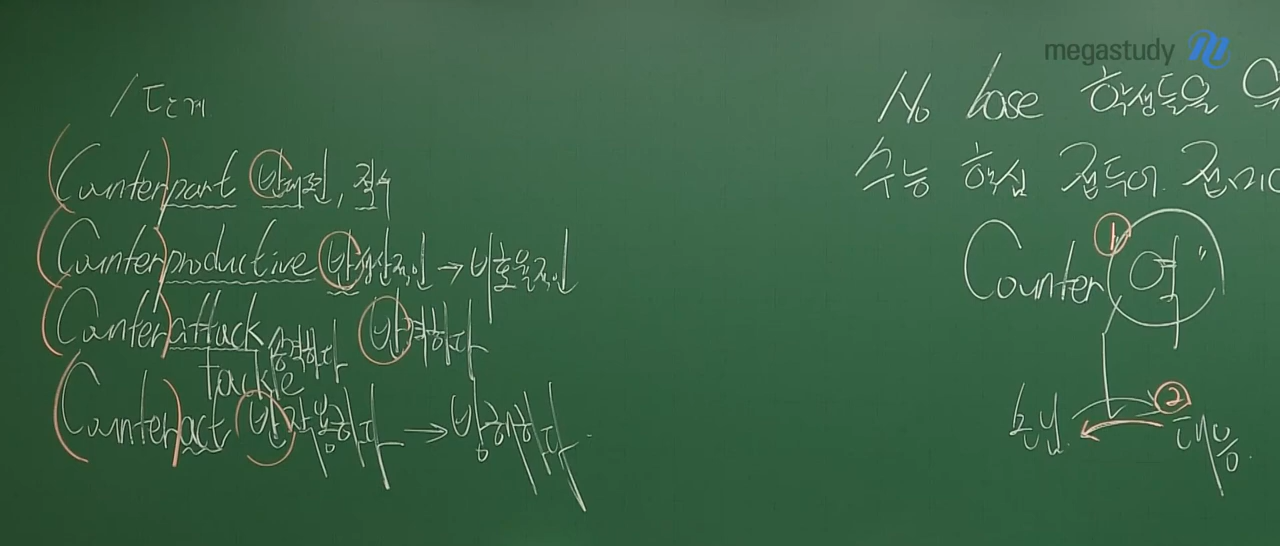 megastudy
1단계
Counterpart 반대편, 짝
Counterproductive 반생산적인 → 비효율적인
Counterattack 공격하다 반격하다
tackle
Counteract 반작용하다 → 방해하다
No base 학생들을
수능 핵심 접두어
Counter ① 역
②
손님
대응